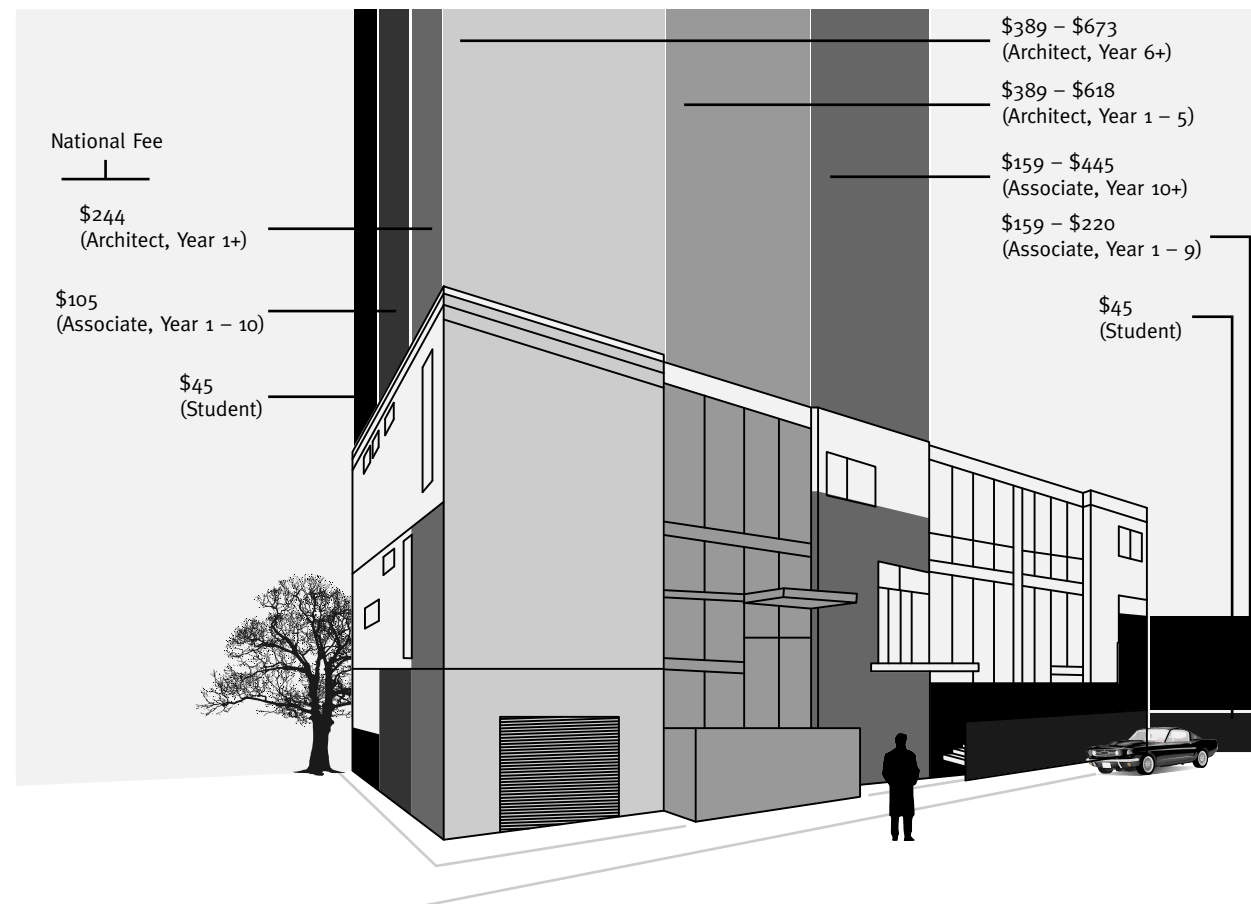 National Fee
$244
(Architect, Year 1+)
$105
(Associate, Year 1 – 10)
$45
(Student)
$389 – $673
(Architect, Year 6+)
$389 – $618
(Architect, Year 1 – 5)
$159 – $445
(Associate, Year 10+)
$159 – $220
(Associate, Year 1 – 9)
$45
(Student)